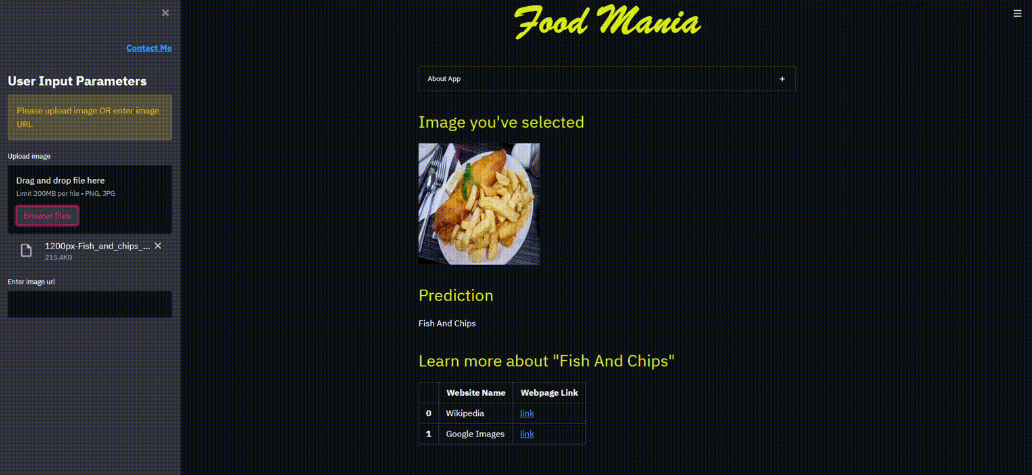 ×
Contact Me
User Input Parameters
Please upload image OR enter image
URL
Upload image
Drag and drop file here
Limit 200MB per file • PNG, JPG
Browse files
1200px-Fish_and_chips_... ×
215.4KB
Enter image url
Food Mania
About App +
Image you've selected
Prediction
Fish And Chips
Learn more about "Fish And Chips"
Website Name Webpage Link
0 Wikipedia link
1 Google Images link